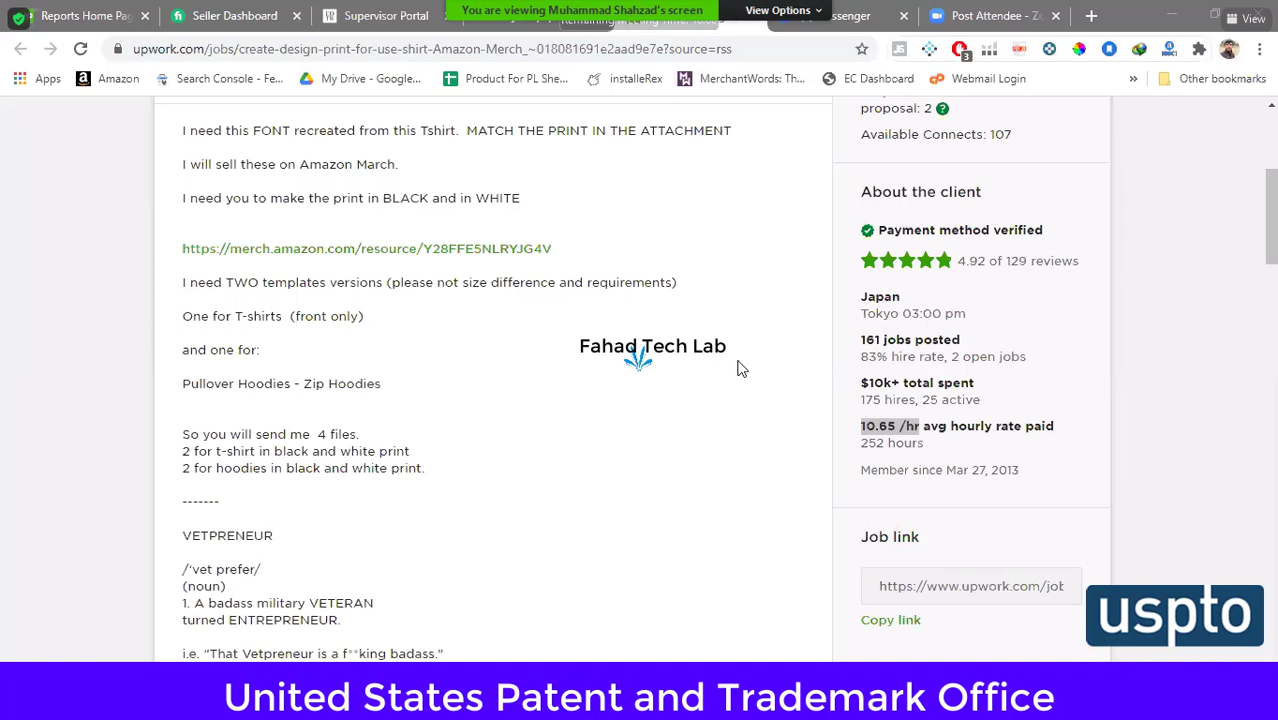 Reports Home Pag
Seller Dashboard
Supervisor Portal
You are viewing Muhammad Shahzad's screen
View Options
essenger
Post Attendee - Zo
View
upwork.com/jobs/create-design-print-for-use-shirt-Amazon-Merch_~018081691e2aad9e7e?source=rss
3
Apps
Amazon
Search Console - Fe...
My Drive - Google...
Product For PL She...
installeRex
MerchantWords: Th...
EC Dashboard
Webmail Login
»
Other bookmarks
I need this FONT recreated from this Tshirt. MATCH THE PRINT IN THE ATTACHMENT
I will sell these on Amazon March.
I need you to make the print in BLACK and in WHITE
https://merch.amazon.com/resource/Y28FFE5NLRYJG4V
I need TWO templates versions (please not size difference and requirements)
One for T-shirts (front only)
and one for:
Pullover Hoodies - Zip Hoodies
So you will send me 4 files.
2 for t-shirt in black and white print
2 for hoodies in black and white print.
-------
VETPRENEUR
/'vet prefer/
(noun)
1. A badass military VETERAN
turned ENTREPRENEUR.
i.e. “That Vetpreneur is a f**king badass.”
Fahad Tech Lab
proposal: 2
Available Connects: 107
About the client
Payment method verified
4.92 of 129 reviews
Japan
Tokyo 03:00 pm
161 jobs posted
83% hire rate, 2 open jobs
$10k+ total spent
175 hires, 25 active
10.65 /hr avg hourly rate paid
252 hours
Member since Mar 27, 2013
Job link
https://www.upwork.com/job
Copy link
uspto
United States Patent and Trademark Office